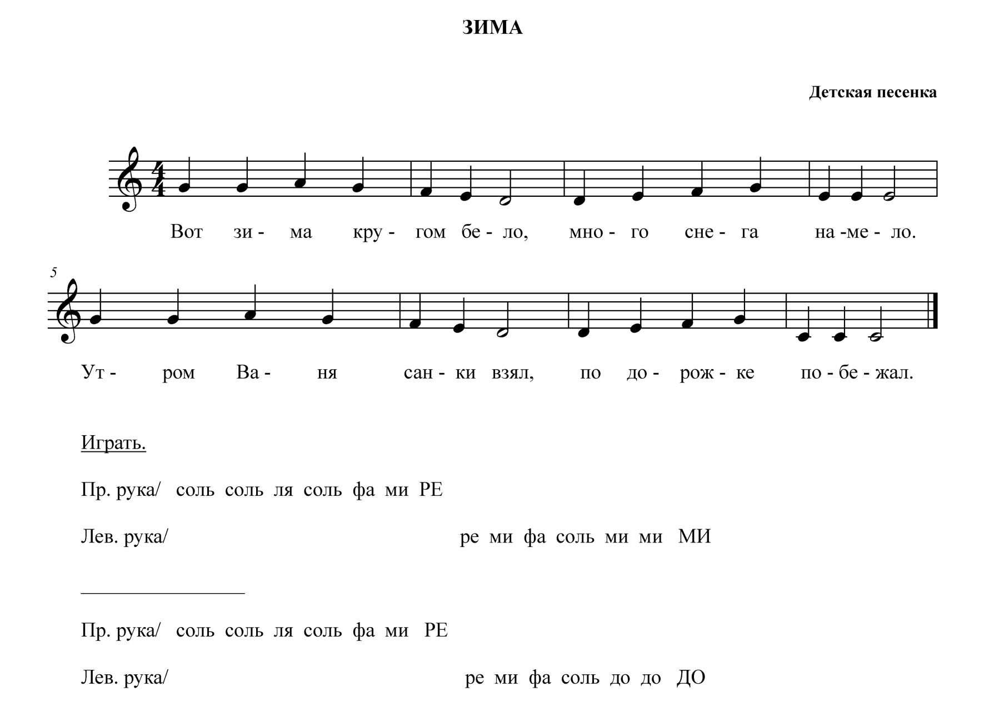 ЗИМА
Детская песенка
4
4
Вот зи - ма кру - гом бе - ло, мно - го сне - га на -ме - ло.
5
Ут - ром Ва - ня сан - ки взял, по до - рож - ке по - бе - жал.
Играть.
Пр. рука/ соль соль ля соль фа ми РЕ
Лев. рука/ ре ми фа соль ми ми МИ
Пр. рука/ соль соль ля соль фа ми РЕ
Лев. рука/ ре ми фа соль до до ДО